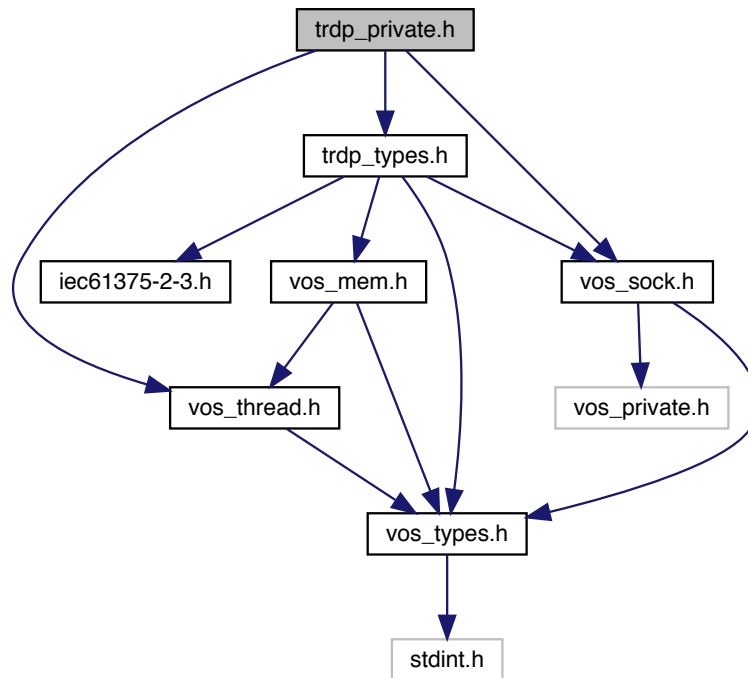 trdp_private.h
trdp_types.h
iec61375-2-3.h
vos_mem.h
vos_sock.h
vos_thread.h
vos_private.h
vos_types.h
stdint.h